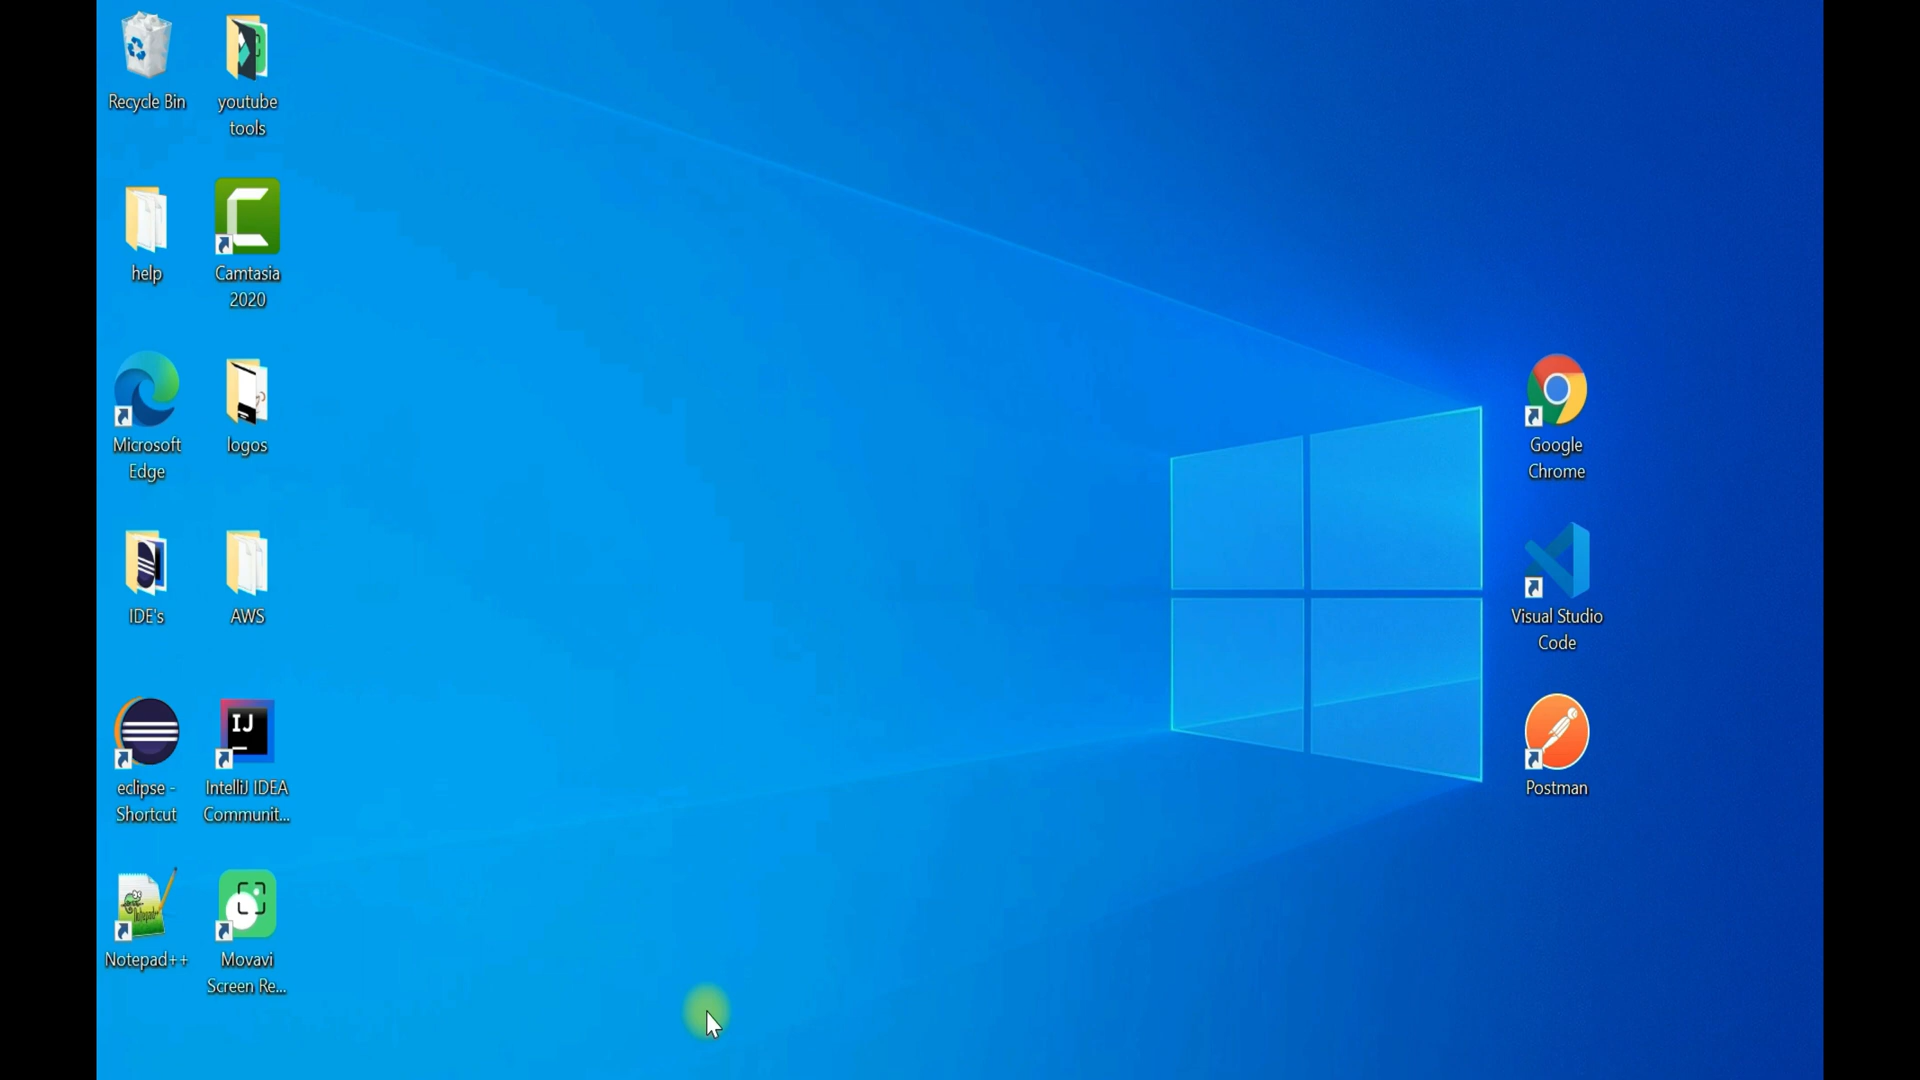 Recycle Bin
youtube
tools
help
Camtasia
2020
Microsoft
Edge
logos
Google
Chrome
IDE's
AWS
Visual Studio
Code
eclipse -
Shortcut
IJ
IntelliJ IDEA
Communit...
Postman
Notepad++
Movavi
Screen Re...